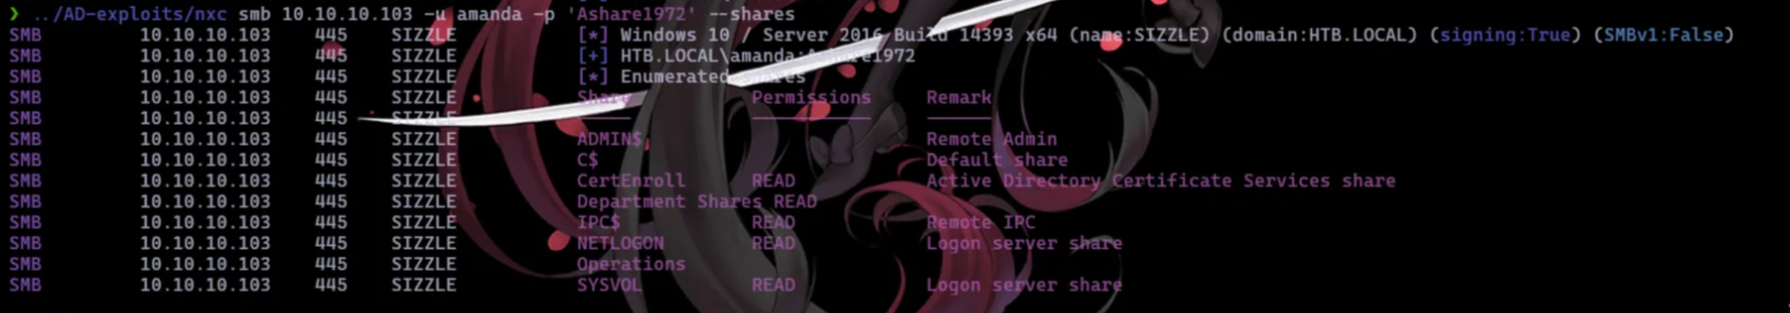 ❯ ../AD-exploits/nxc smb 10.10.10.103 -u amanda -p 'Ashare1972' --shares
SMB 10.10.10.103 445 SIZZLE [*] Windows 10 / Server 2016 Build 14393 x64 (name:SIZZLE) (domain:HTB.LOCAL) (signing:True) (SMBv1:False)
SMB 10.10.10.103 445 SIZZLE [+] HTB.LOCAL\amanda:Ashare1972
SMB 10.10.10.103 445 SIZZLE [*] Enumerated shares
SMB 10.10.10.103 445 SIZZLE Share Permissions Remark
SMB 10.10.10.103 445 SIZZLE ----- ----------- ------
SMB 10.10.10.103 445 SIZZLE ADMIN$ Remote Admin
SMB 10.10.10.103 445 SIZZLE C$ Default share
SMB 10.10.10.103 445 SIZZLE CertEnroll READ Active Directory Certificate Services share
SMB 10.10.10.103 445 SIZZLE Department Shares READ
SMB 10.10.10.103 445 SIZZLE IPC$ READ Remote IPC
SMB 10.10.10.103 445 SIZZLE NETLOGON READ Logon server share
SMB 10.10.10.103 445 SIZZLE Operations
SMB 10.10.10.103 445 SIZZLE SYSVOL READ Logon server share